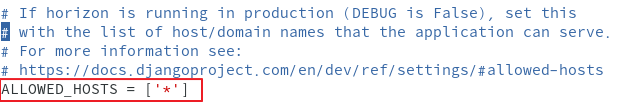 # If horizon is running in production (DEBUG is False), set this
# with the list of host/domain names that the application can serve.
# For more information see:
# https://docs.djangoproject.com/en/dev/ref/settings/#allowed-hosts
ALLOWED_HOSTS = ['*']